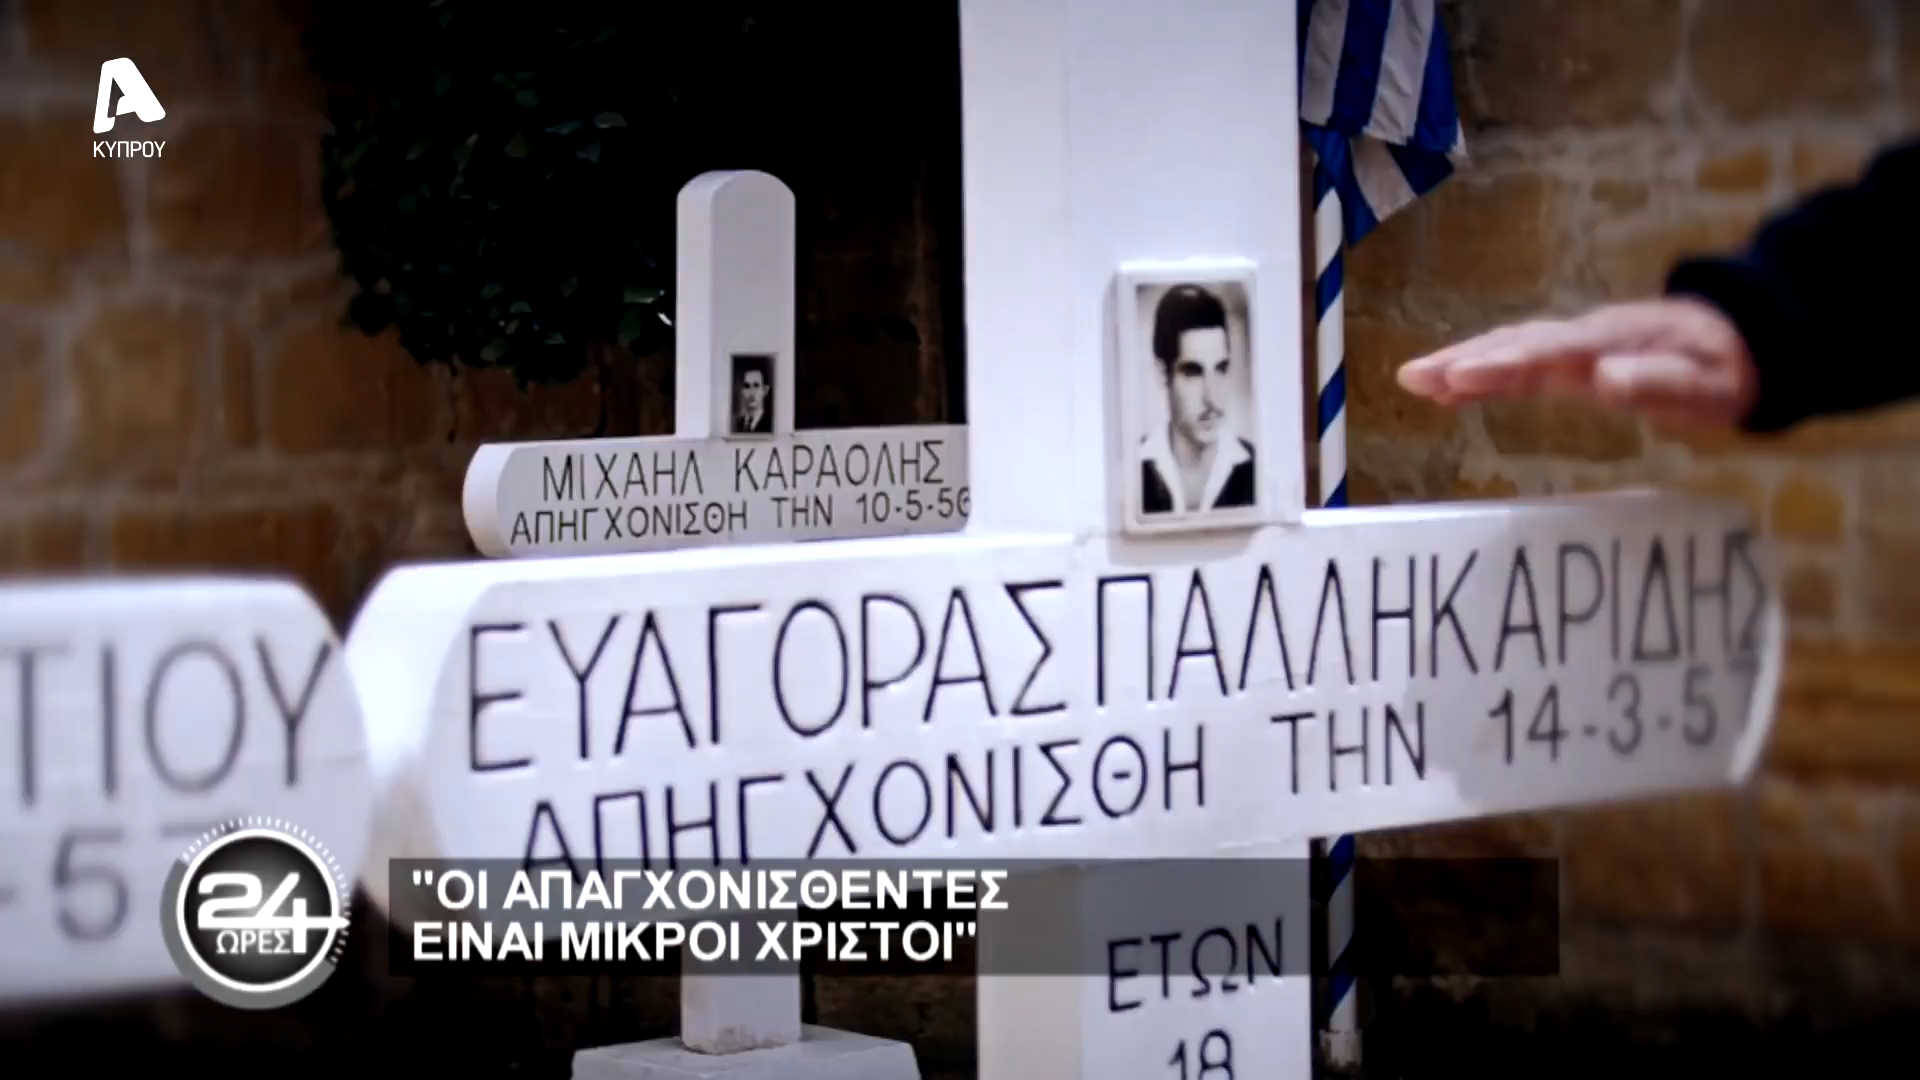 ΚΥΠΡΟΥ
ΜΙΧΑΗΛ ΚΑΡΑΟΛΗΣ
ΑΠΗΓΧΟΝΙΣΘΗ ΤΗΝ 10-5-56
ΕΥΑΓΟΡΑΣ ΠΑΛΛΗΚΑΡΙΔΗΣ
ΑΠΗΓΧΟΝΙΣΘΗ ΤΗΝ 14-3-57
ΤΙΟΥ
-57
24
ΩΡΕΣ
"ΟΙ ΑΠΑΓΧΟΝΙΣΘΕΝΤΕΣ
ΕΙΝΑΙ ΜΙΚΡΟΙ ΧΡΙΣΤΟΙ"
ΕΤΩΝ
18